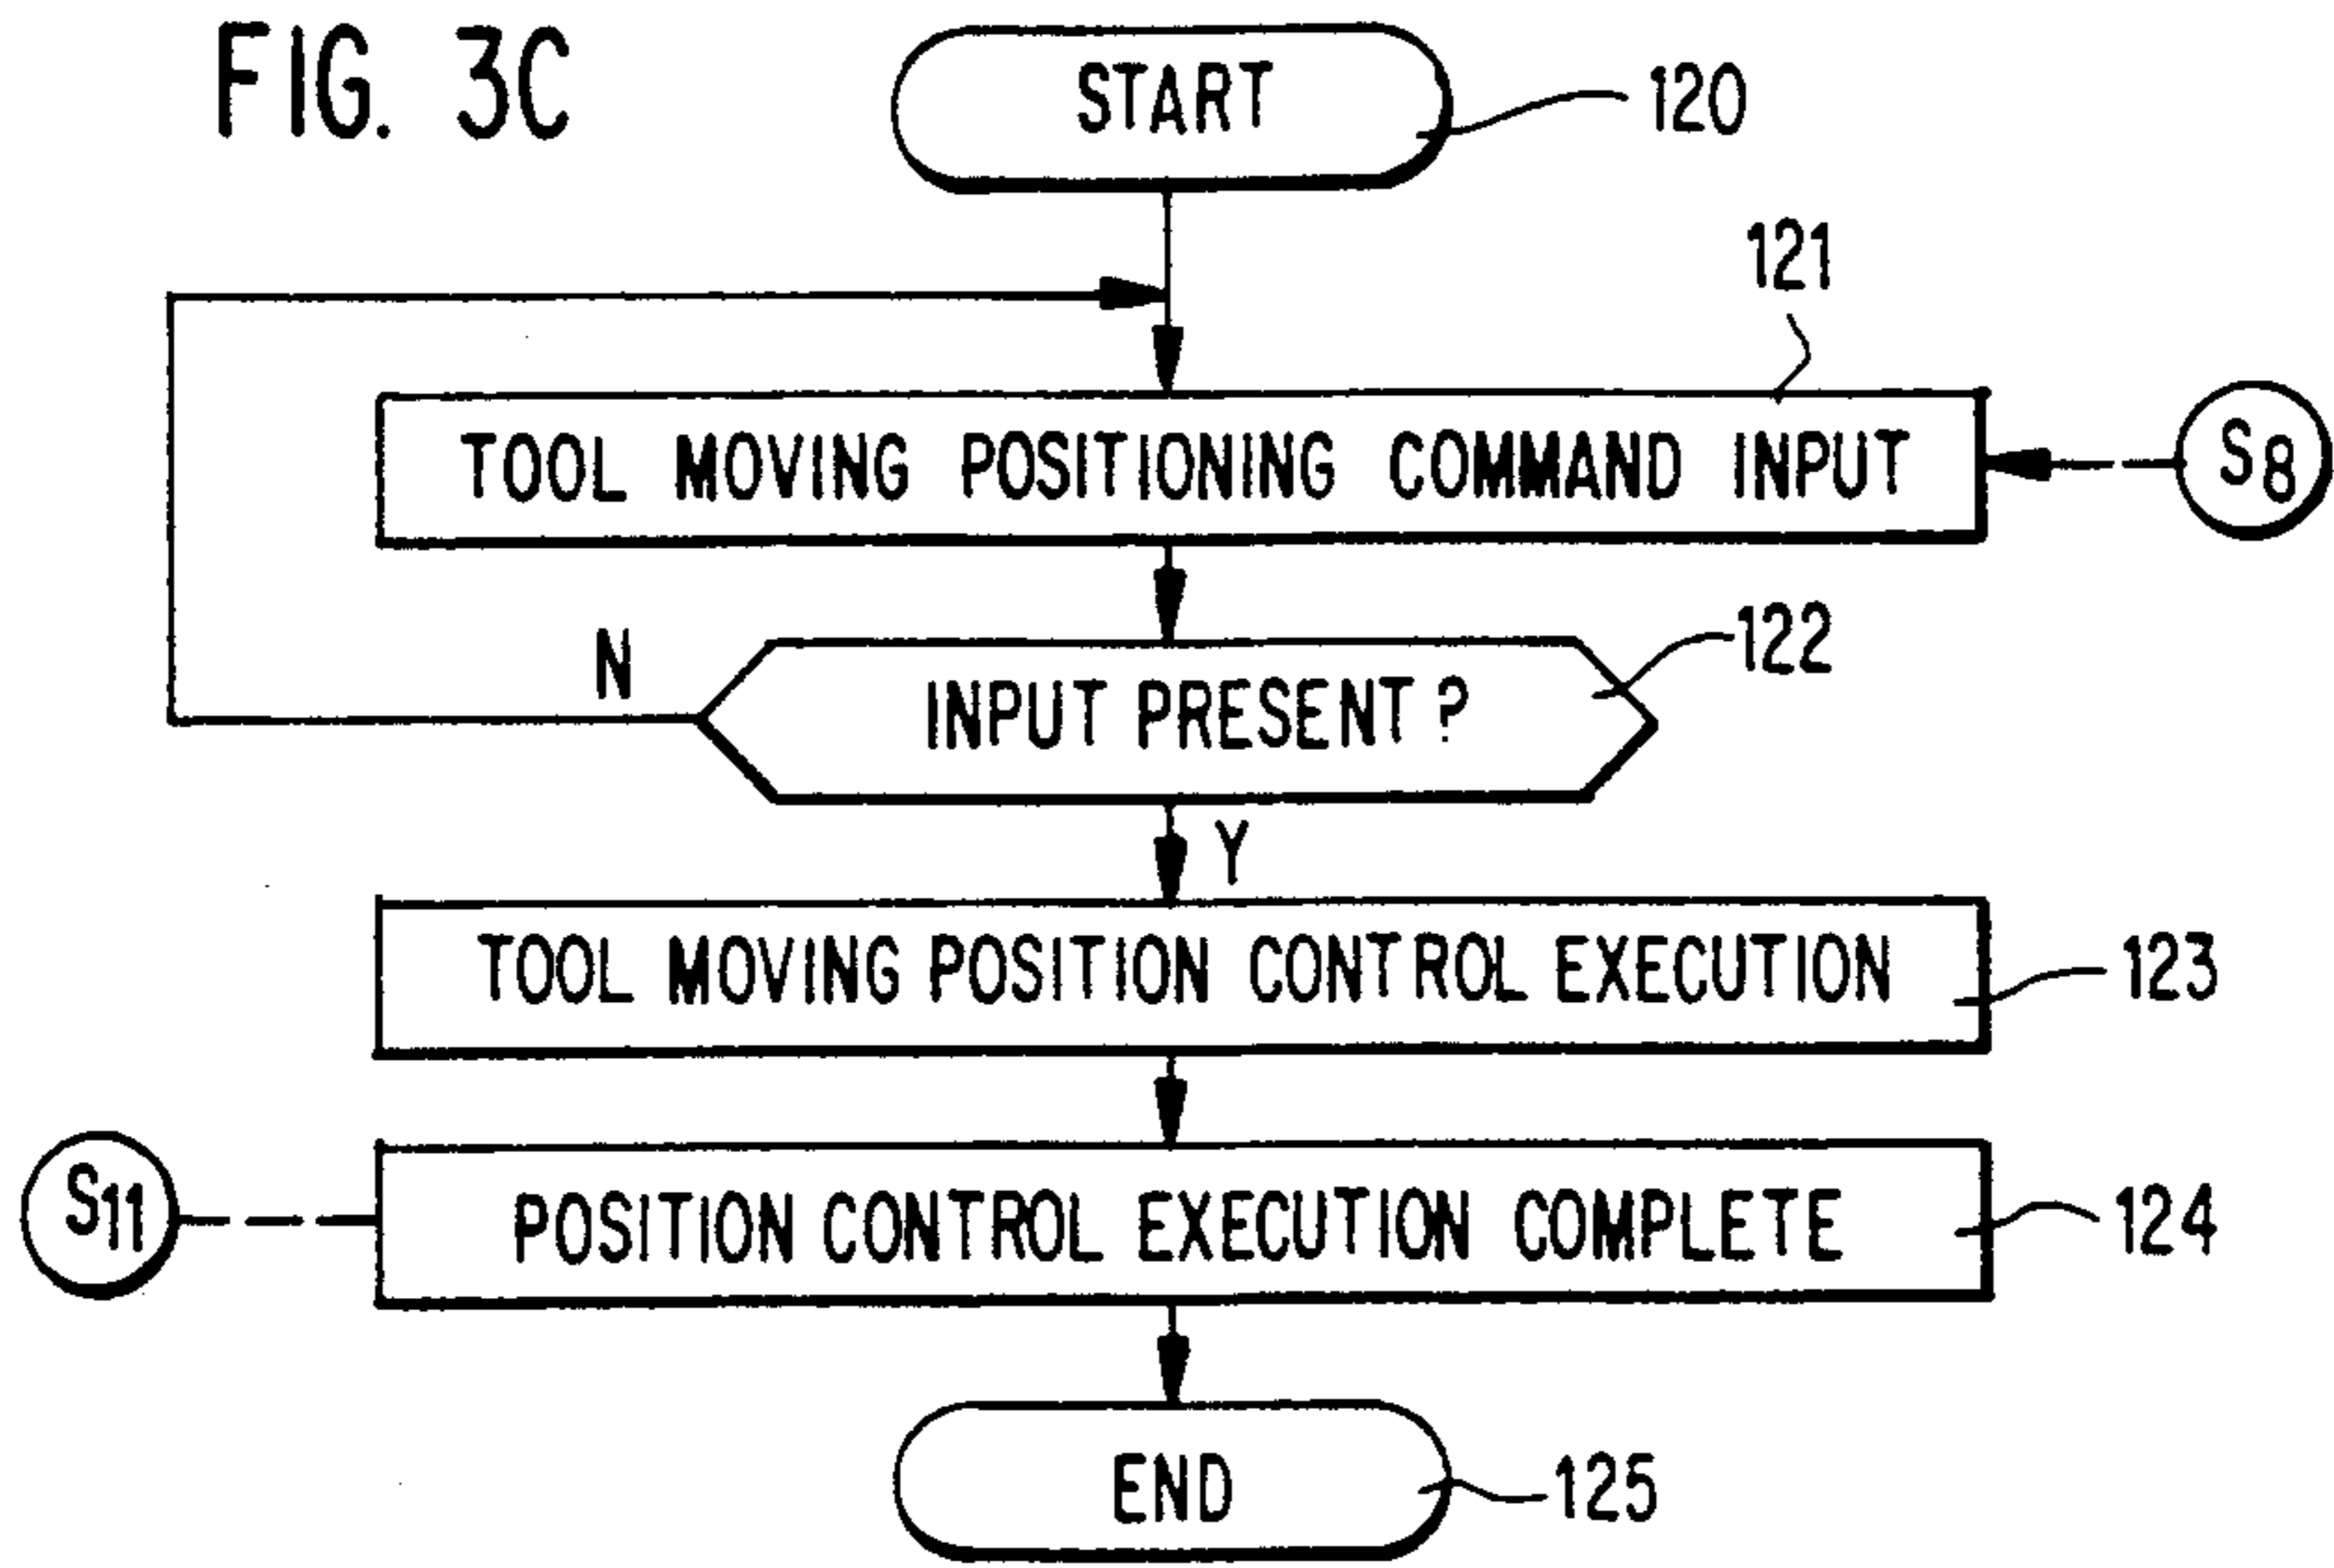 FIG. 3C
START
120
121
TOOL MOVING POSITIONING COMMAND INPUT
S8
N
122
INPUT PRESENT ?
Y
TOOL MOVING POSITION CONTROL EXECUTION
123
S11
POSITION CONTROL EXECUTION COMPLETE
124
END
125